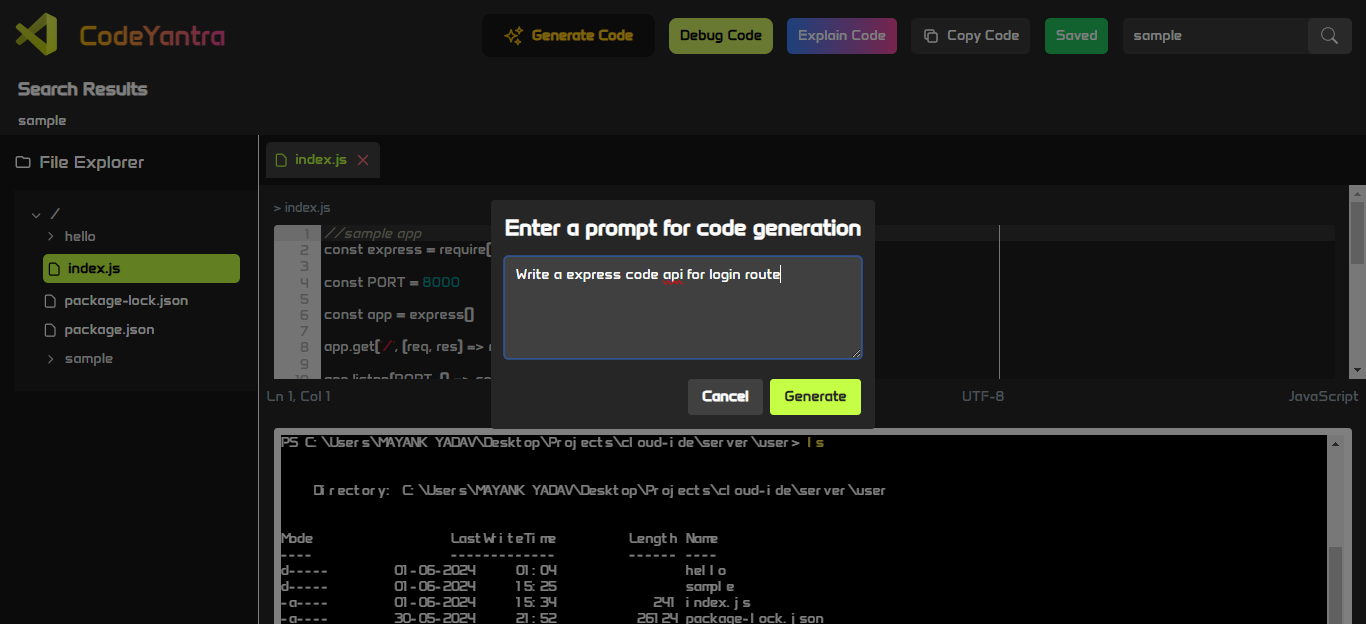 CodeYantra
Generate Code
Debug Code
Explain Code
Copy Code
Saved
sample
Search Results
sample
File Explorer
/
hello
index.js
package-lock.json
package.json
sample
index.js
> index.js
1 //sample app
2 const express = require(
3
4 const PORT = 8000
5
6 const app = express()
7
8 app.get('/', (req, res) =>
9
10 app.listen(PORT, () =>
Enter a prompt for code generation
Write a express code api for login route
Cancel
Generate
Ln 1, Col 1
UTF-8
JavaScript
PS C:\Users\MAYANK YADAV\Desktop\Projects\cloud-ide\server\user> ls
Directory: C:\Users\MAYANK YADAV\Desktop\Projects\cloud-ide\server\user
Mode LastWriteTime Length Name
---- ------------- ------ ----
d----- 01-06-2024 01:04 hello
d----- 01-06-2024 15:25 sample
-a---- 01-06-2024 15:34 241 index.js
-a---- 30-05-2024 21:52 26124 package-lock.json